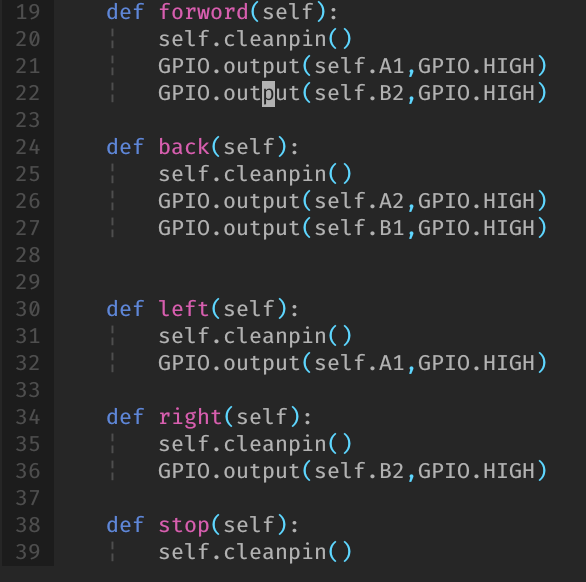 19 def forword(self):
20 self.cleanpin()
21 GPIO.output(self.A1,GPIO.HIGH)
22 GPIO.output(self.B2,GPIO.HIGH)
23
24 def back(self):
25 self.cleanpin()
26 GPIO.output(self.A2,GPIO.HIGH)
27 GPIO.output(self.B1,GPIO.HIGH)
28
29
30 def left(self):
31 self.cleanpin()
32 GPIO.output(self.A1,GPIO.HIGH)
33
34 def right(self):
35 self.cleanpin()
36 GPIO.output(self.B2,GPIO.HIGH)
37
38 def stop(self):
39 self.cleanpin()